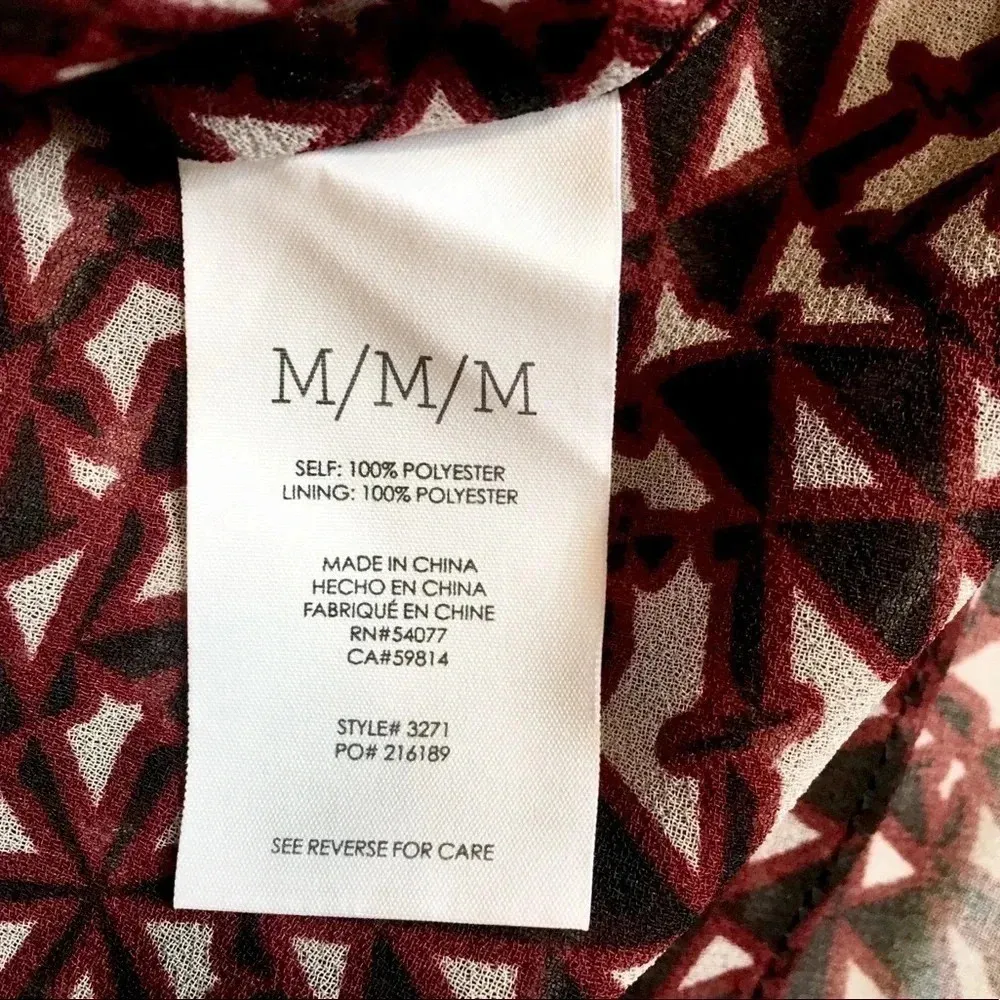 M/M/M
SELF: 100% POLYESTER
LINING: 100% POLYESTER
MADE IN CHINA
HECHO EN CHINA
FABRIQUÉ EN CHINE
RN#54077
CA#59814
STYLE# 3271
PO# 216189
SEE REVERSE FOR CARE